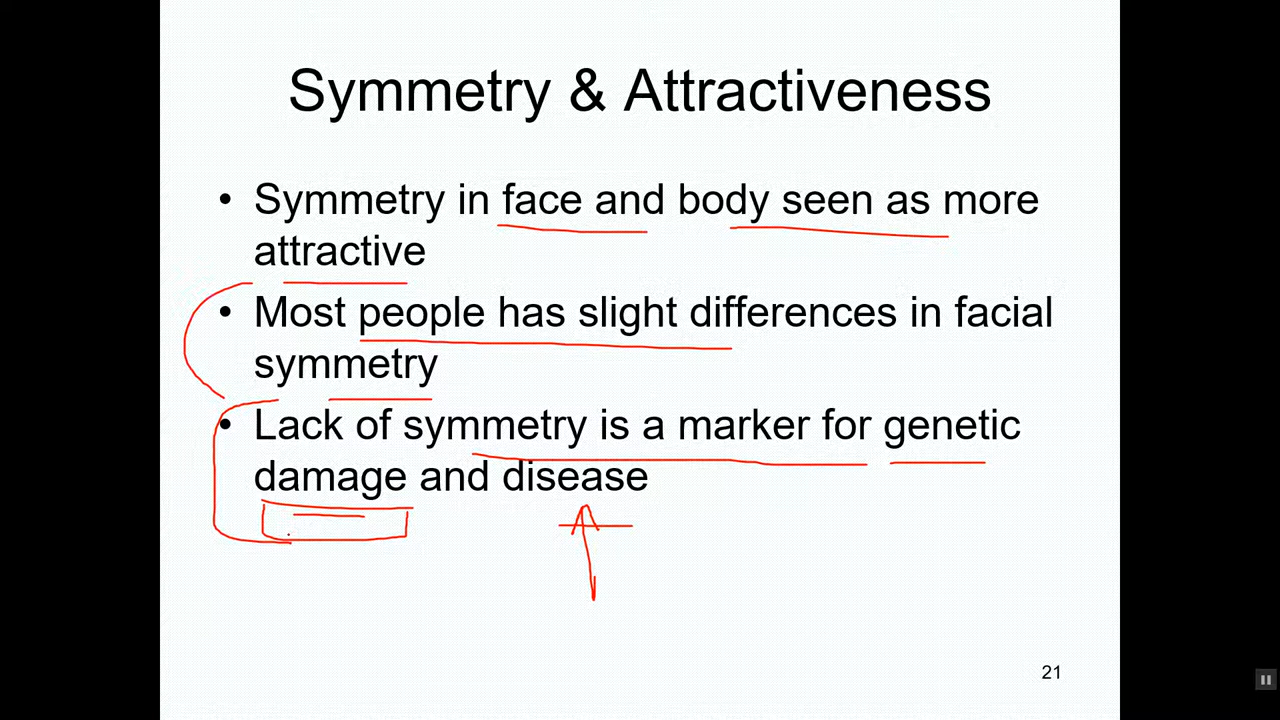 Symmetry & Attractiveness
• Symmetry in face and body seen as more
attractive
• Most people has slight differences in facial
symmetry
• Lack of symmetry is a marker for genetic
damage and disease
21